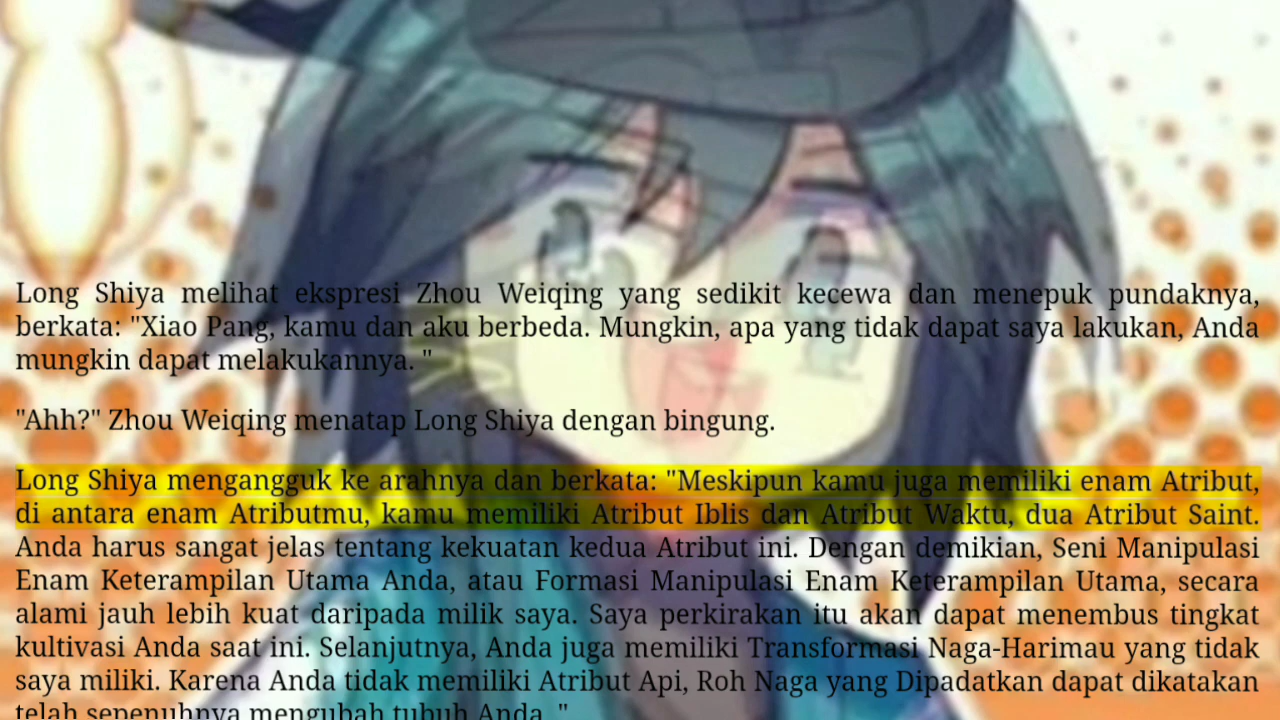 Long Shiya melihat ekspresi Zhou Weiqing yang sedikit kecewa dan menepuk pundaknya,
berkata: "Xiao Pang, kamu dan aku berbeda. Mungkin, apa yang tidak dapat saya lakukan, Anda
mungkin dapat melakukannya. "
"Ahh?" Zhou Weiqing menatap Long Shiya dengan bingung.
Long Shiya mengangguk ke arahnya dan berkata: "Meskipun kamu juga memiliki enam Atribut,
di antara enam Atributmu, kamu memiliki Atribut Iblis dan Atribut Waktu, dua Atribut Saint.
Anda harus sangat jelas tentang kekuatan kedua Atribut ini. Dengan demikian, Seni Manipulasi
Enam Keterampilan Utama Anda, atau Formasi Manipulasi Enam Keterampilan Utama, secara
alami jauh lebih kuat daripada milik saya. Saya perkirakan itu akan dapat menembus tingkat
kultivasi Anda saat ini. Selanjutnya, Anda juga memiliki Transformasi Naga-Harimau yang tidak
saya miliki. Karena Anda tidak memiliki Atribut Api, Roh Naga yang Dipadatkan dapat dikatakan
telah sepenuhnya mengubah tubuh Anda. "